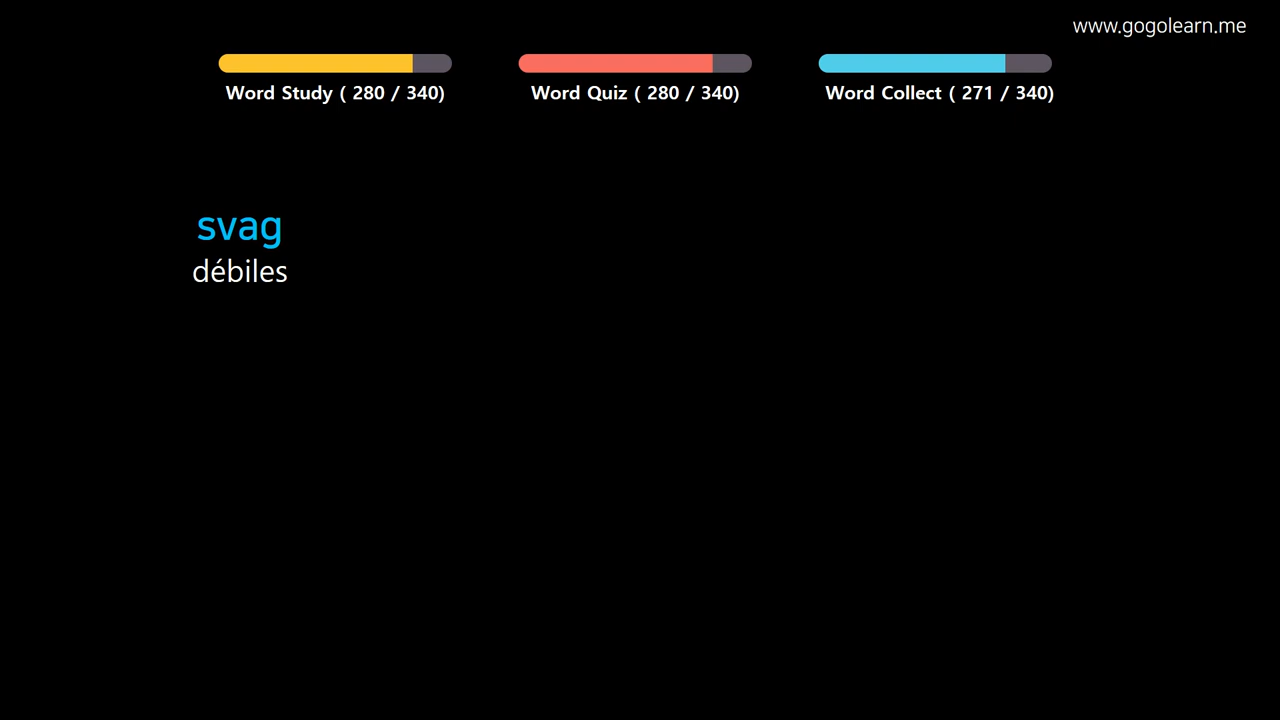 www.gogolearn.me
Word Study ( 280 / 340)
Word Quiz ( 280 / 340)
Word Collect ( 271 / 340)
svag
débiles